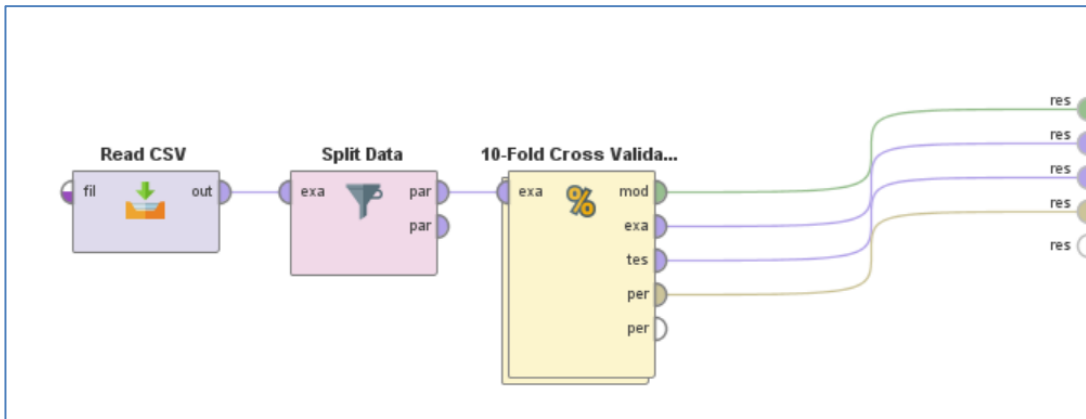 res
res
Read CSV
Split Data
10-Fold Cross Valida...
res
fil
out
exa
par
exa
mod
res
par
exa
res
tes
per
per